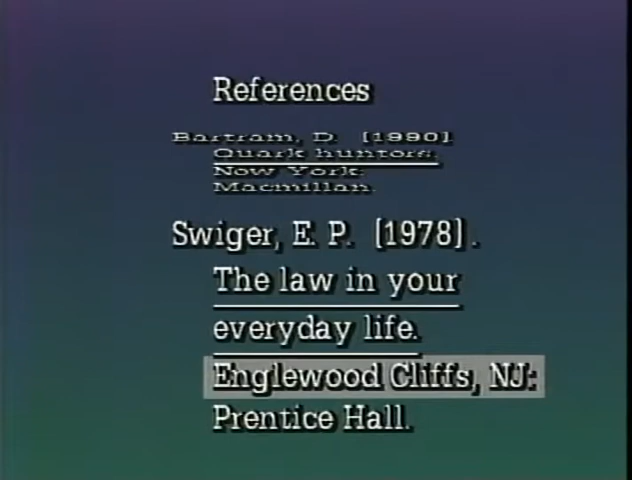 References
Bartram, D. [1990]
Quark hunters.
New York:
Macmillan.
Swiger, E. P. [1978].
The law in your
everyday life.
Englewood Cliffs, NJ:
Prentice Hall.